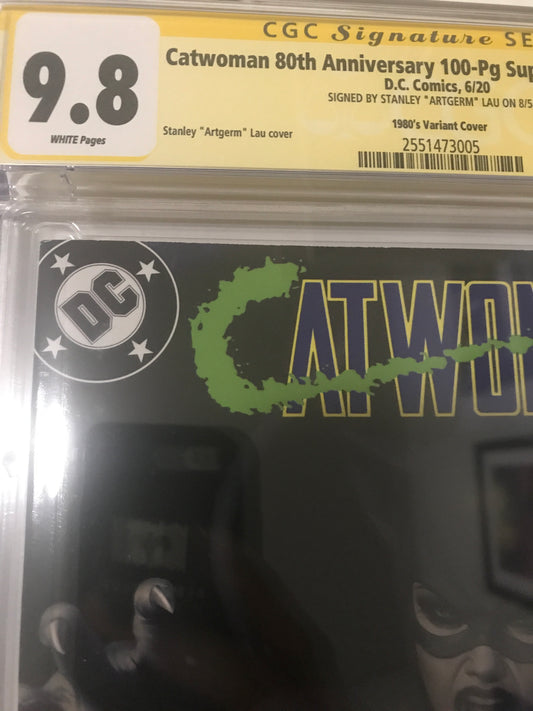 CGC Signature SE
9.8
WHITE Pages
Catwoman 80th Anniversary 100-Pg Sup
D.C. Comics, 6/20
SIGNED BY STANLEY "ARTGERM" LAU ON 8/5
Stanley "Artgerm" Lau cover
1980's Variant Cover
2551473005
DC
CATWO